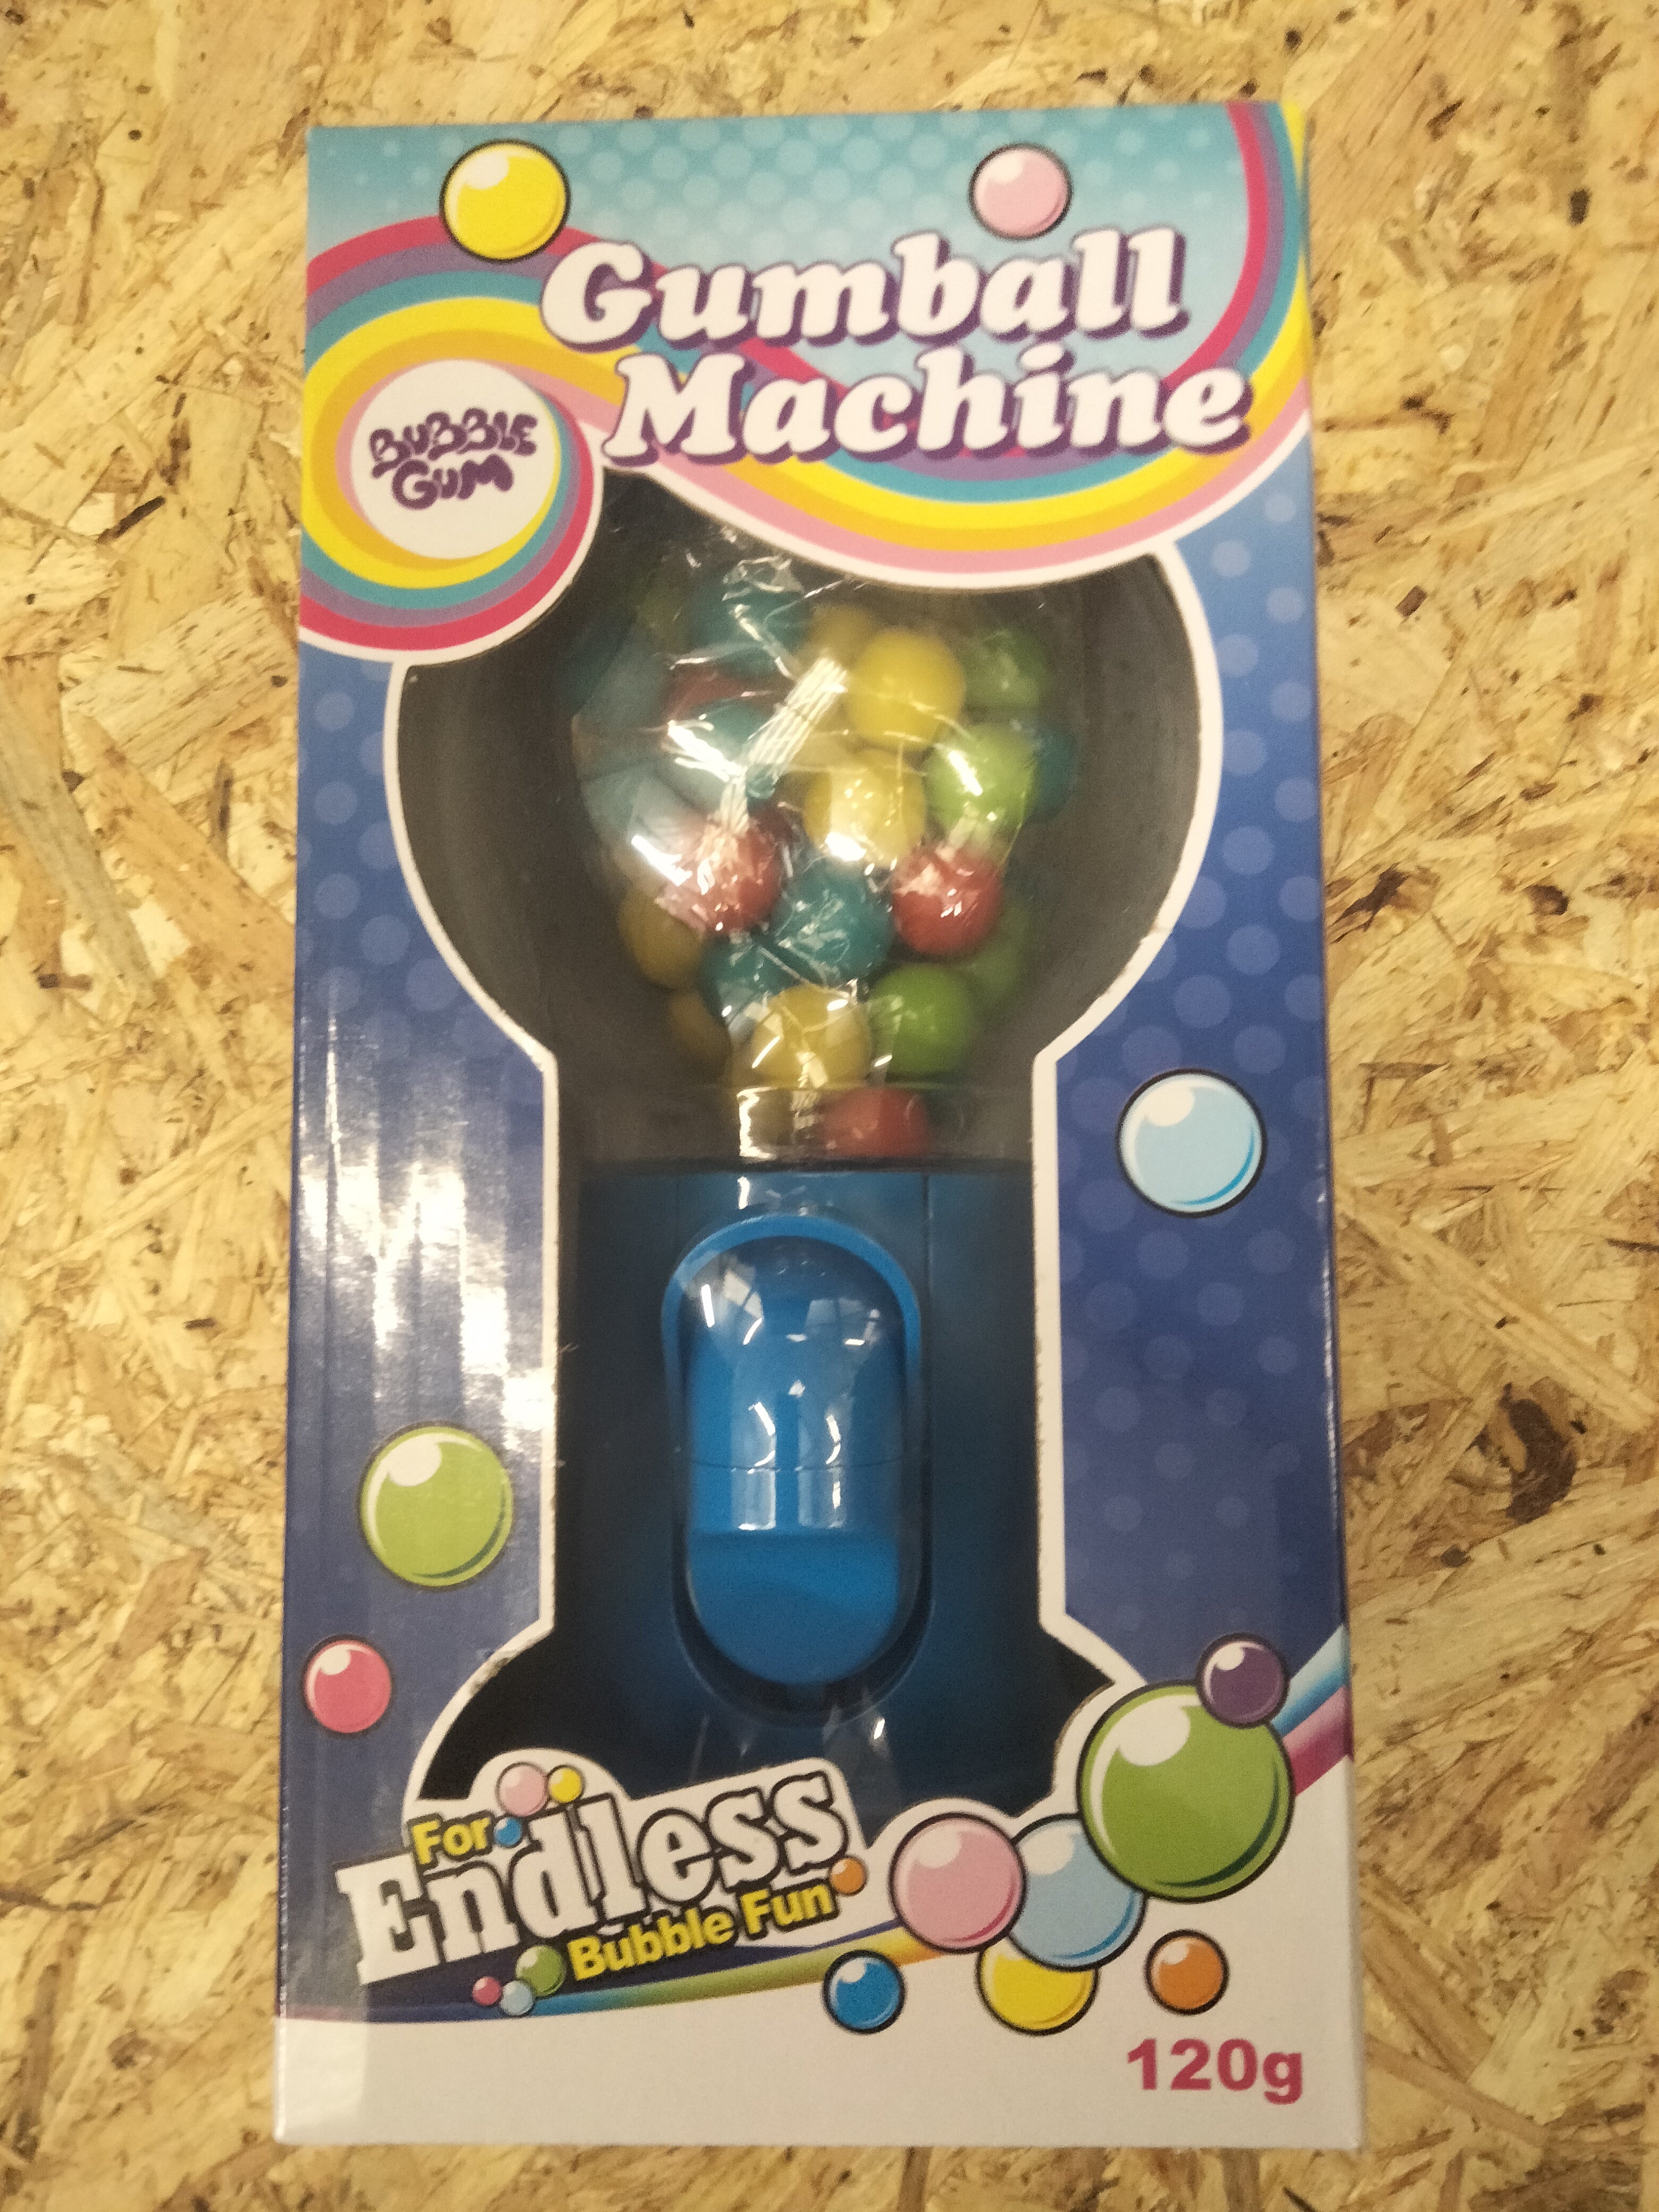 Gumball
Machine
BUBBLE
GUM
For
Endless
Bubble Fun
120g